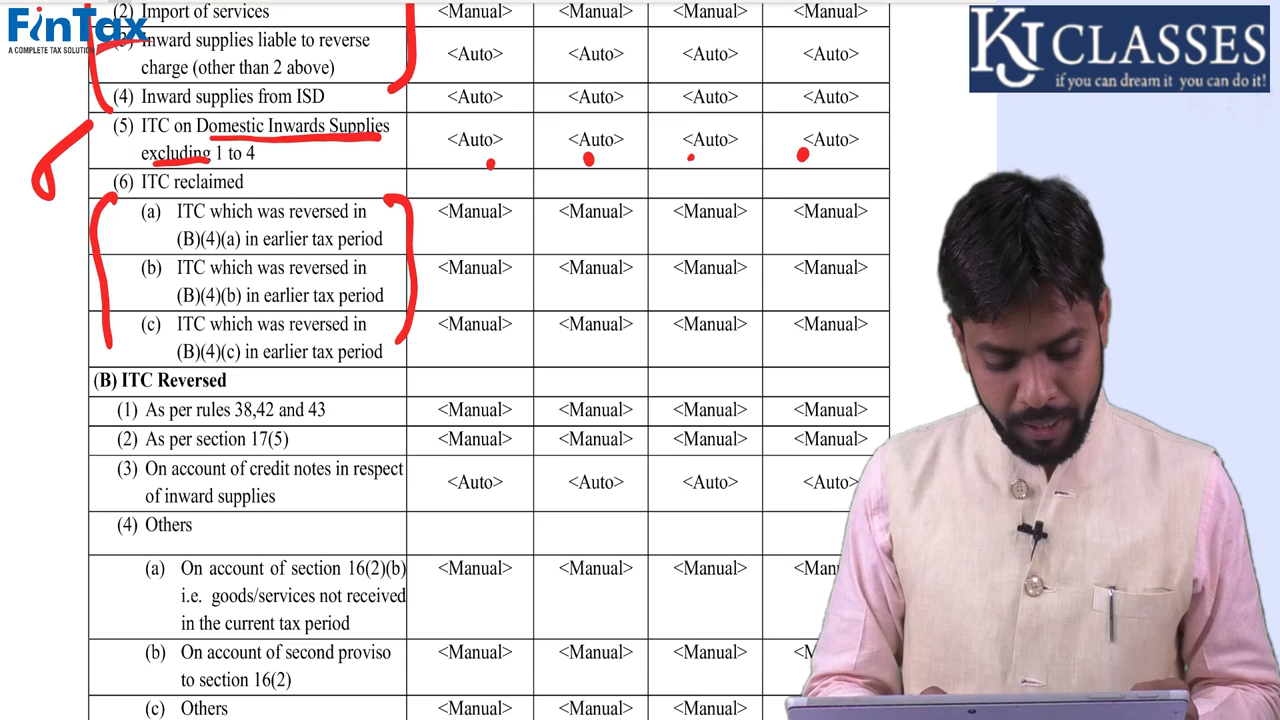 FinTax
A COMPLETE TAX SOLUTION
KJ CLASSES
if you can dream it you can do it!
(2) Import of services <Manual> <Manual> <Manual> <Manual>
Inward supplies liable to reverse
charge (other than 2 above) <Auto> <Auto> <Auto> <Auto>
(4) Inward supplies from ISD <Auto> <Auto> <Auto> <Auto>
(5) ITC on Domestic Inwards Supplies
excluding 1 to 4 <Auto> <Auto> <Auto> <Auto>
(6) ITC reclaimed
(a) ITC which was reversed in <Manual> <Manual> <Manual> <Manual>
(B)(4)(a) in earlier tax period
(b) ITC which was reversed in <Manual> <Manual> <Manual> <Manual>
(B)(4)(b) in earlier tax period
(c) ITC which was reversed in <Manual> <Manual> <Manual> <Manual>
(B)(4)(c) in earlier tax period
(B) ITC Reversed
(1) As per rules 38,42 and 43 <Manual> <Manual> <Manual> <Manual>
(2) As per section 17(5) <Manual> <Manual> <Manual> <Manual>
(3) On account of credit notes in respect
of inward supplies <Auto> <Auto> <Auto> <Auto>
(4) Others
(a) On account of section 16(2)(b) <Manual> <Manual> <Manual>
i.e. goods/services not received
in the current tax period
(b) On account of second proviso <Manual> <Manual> <Manual>
to section 16(2)
(c) Others <Manual> <Manual> <Manual>